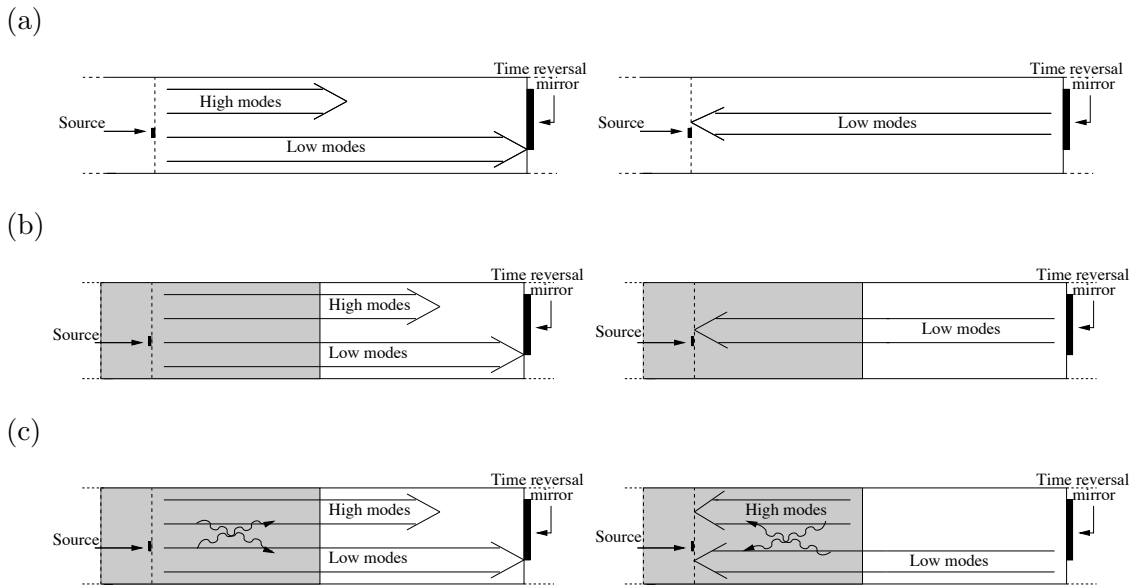 (a)
Time reversal
mirror
High modes
Source
Low modes
Time reversal
mirror
Source
Low modes
(b)
Time reversal
mirror
High modes
Source
Low modes
Time reversal
mirror
Source
Low modes
(c)
Time reversal
mirror
High modes
Source
Low modes
Time reversal
mirror
High modes
Source
Low modes